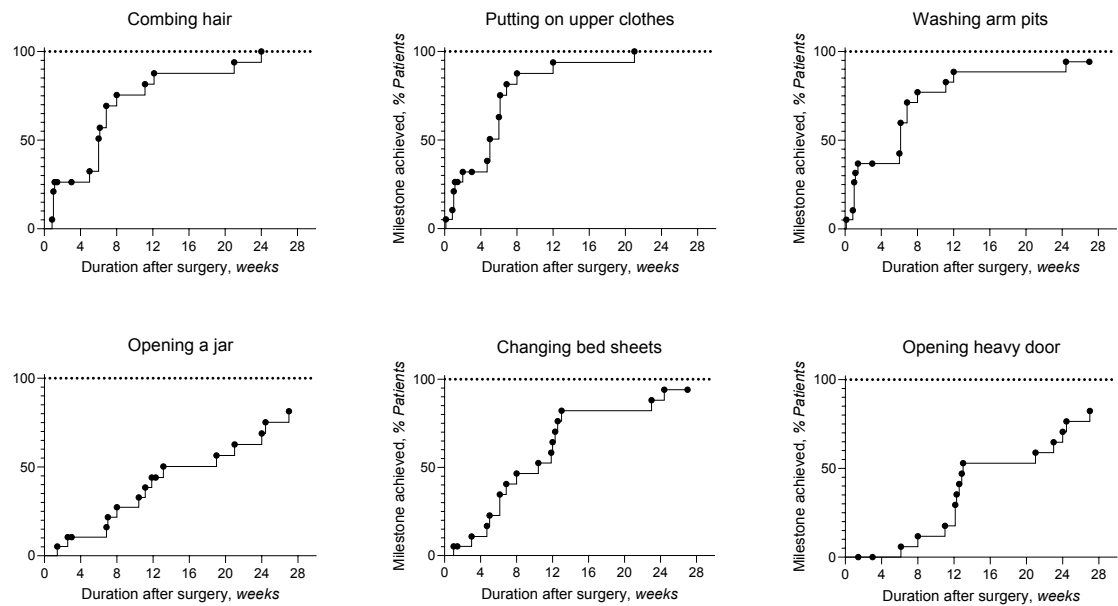 Combing hair
Putting on upper clothes
Washing arm pits
100
50
0
0 4 8 12 16 20 24 28
Duration after surgery, weeks
Milestone achieved, % Patients
100
50
0
0 4 8 12 16 20 24 28
Duration after surgery, weeks
Milestone achieved, % Patients
100
50
0
0 4 8 12 16 20 24 28
Duration after surgery, weeks
Opening a jar
Changing bed sheets
Opening heavy door
100
50
0
0 4 8 12 16 20 24 28
Duration after surgery, weeks
Milestone achieved, % Patients
100
50
0
0 4 8 12 16 20 24 28
Duration after surgery, weeks
Milestone achieved, % Patients
100
50
0
0 4 8 12 16 20 24 28
Duration after surgery, weeks